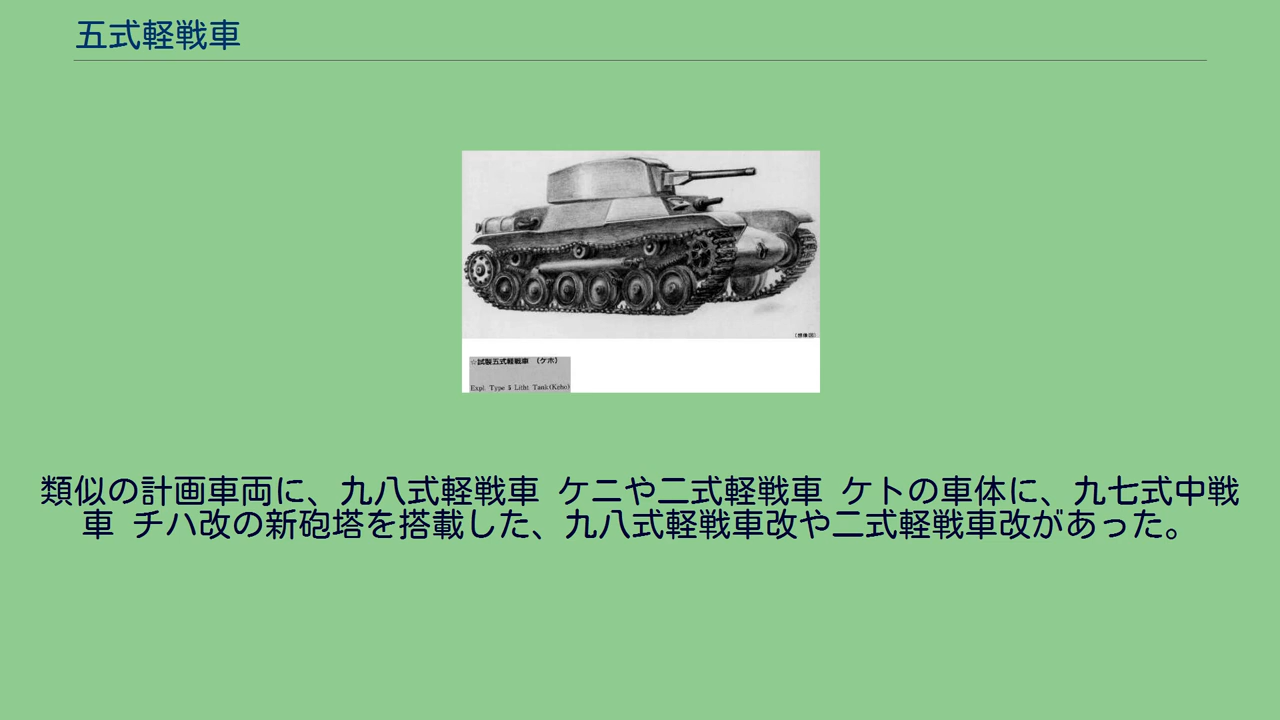 五式軽戦車
(想像図)
☆試製五式軽戦車 (ケホ)
Expl. Type 5 Litht Tank(Keho)
類似の計画車両に、九八式軽戦車 ケニや二式軽戦車 ケトの車体に、九七式中戦
車 チハ改の新砲塔を搭載した、九八式軽戦車改や二式軽戦車改があった。